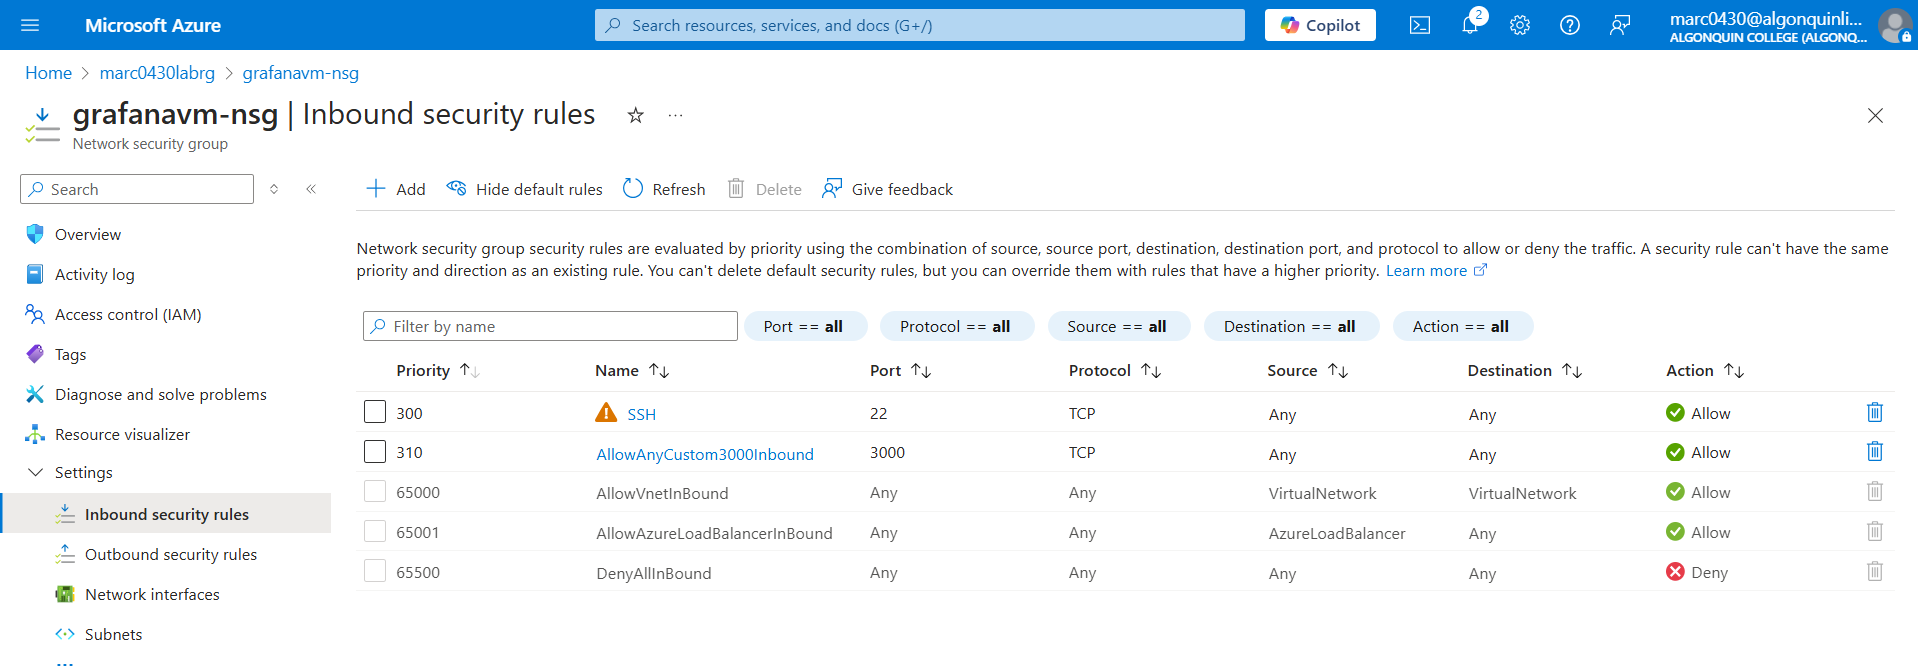 Microsoft Azure
Search resources, services, and docs (G+/)
Copilot
2
marc0430@algonquinli...
ALGONQUIN COLLEGE (ALGONQ...
Home > marc0430labrg > grafanavm-nsg
grafanavm-nsg | Inbound security rules
Network security group
Search
Overview
Activity log
Access control (IAM)
Tags
Diagnose and solve problems
Resource visualizer
Settings
Inbound security rules
Outbound security rules
Network interfaces
Subnets
Add Hide default rules Refresh Delete Give feedback
Network security group security rules are evaluated by priority using the combination of source, source port, destination, destination port, and protocol to allow or deny the traffic. A security rule can't have the same
priority and direction as an existing rule. You can't delete default security rules, but you can override them with rules that have a higher priority. Learn more
Filter by name Port == all Protocol == all Source == all Destination == all Action == all
Priority Name Port Protocol Source Destination Action
300 SSH 22 TCP Any Any Allow
310 AllowAnyCustom3000Inbound 3000 TCP Any Any Allow
65000 AllowVnetInBound Any Any VirtualNetwork VirtualNetwork Allow
65001 AllowAzureLoadBalancerInBound Any Any AzureLoadBalancer Any Allow
65500 DenyAllInBound Any Any Any Any Deny